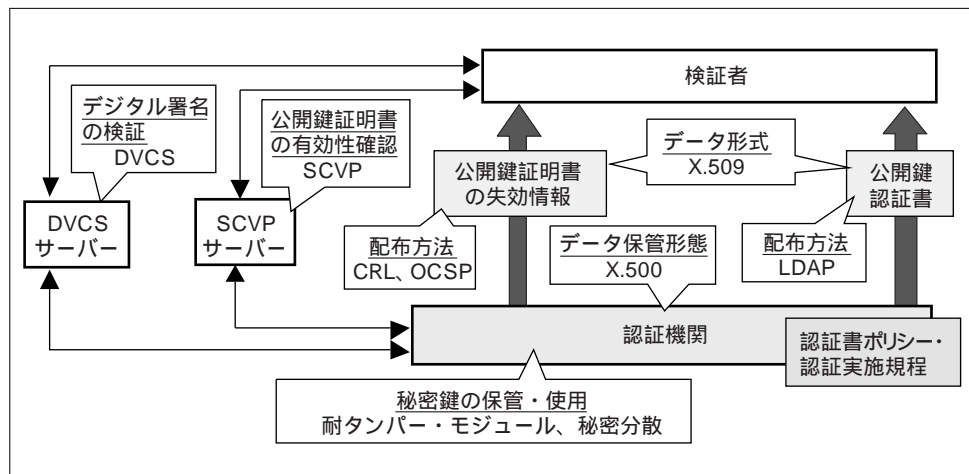 検証者
デジタル署名
の検証
DVCS
公開鍵証明書
の有効性確認
SCVP
データ形式
X.509
公開鍵証明書
の失効情報
公開鍵
認証書
DVCS
サーバー
SCVP
サーバー
配布方法
CRL、OCSP
データ保管形態
X.500
配布方法
LDAP
認証機関
認証書ポリシー・
認証実施規程
秘密鍵の保管・使用
耐タンパー・モジュール、秘密分散